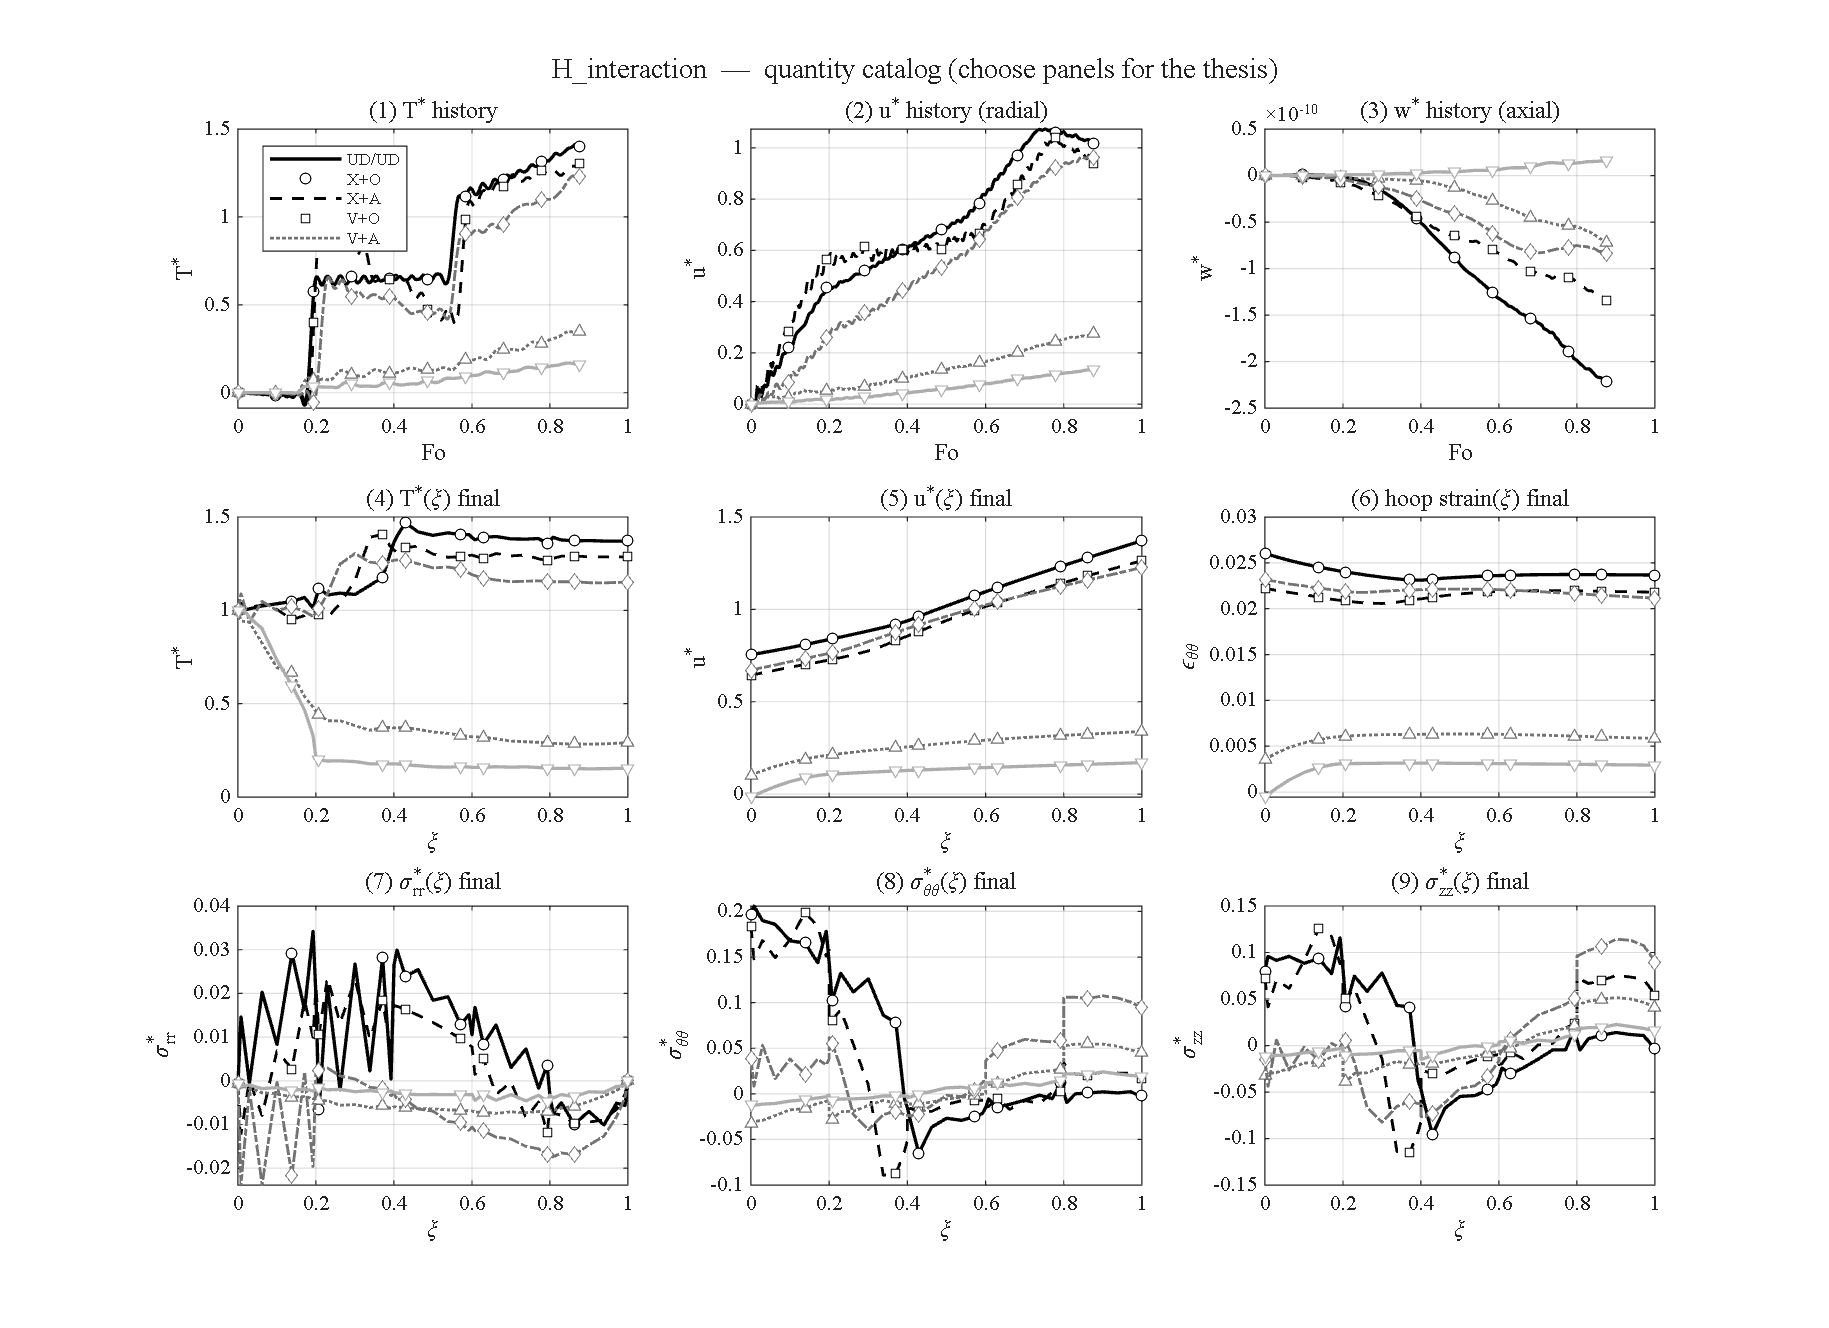 H_interaction — quantity catalog (choose panels for the thesis)
(1) T* history
1.5
1
0.5
0
T*
UD/UD
X+O
X+A
V+O
V+A
0 0.2 0.4 0.6 0.8 1
Fo
(2) u* history (radial)
1
0.8
0.6
0.4
0.2
0
u*
0 0.2 0.4 0.6 0.8 1
Fo
×10⁻¹⁰ (3) w* history (axial)
0.5
0
-0.5
-1
-1.5
-2
-2.5
w*
0 0.2 0.4 0.6 0.8 1
Fo
(4) T*(ξ) final
1.5
1
0.5
0
T*
0 0.2 0.4 0.6 0.8 1
ξ
(5) u*(ξ) final
1.5
1
0.5
0
u*
0 0.2 0.4 0.6 0.8 1
ξ
(6) hoop strain(ξ) final
0.03
0.025
0.02
0.015
0.01
0.005
0
ϵθθ
0 0.2 0.4 0.6 0.8 1
ξ
(7) σ*rr(ξ) final
0.04
0.03
0.02
0.01
0
-0.01
-0.02
σ*rr
0 0.2 0.4 0.6 0.8 1
ξ
(8) σ*θθ(ξ) final
0.2
0.15
0.1
0.05
0
-0.05
-0.1
σ*θθ
0 0.2 0.4 0.6 0.8 1
ξ
(9) σ*zz(ξ) final
0.15
0.1
0.05
0
-0.05
-0.1
-0.15
σ*zz
0 0.2 0.4 0.6 0.8 1
ξ